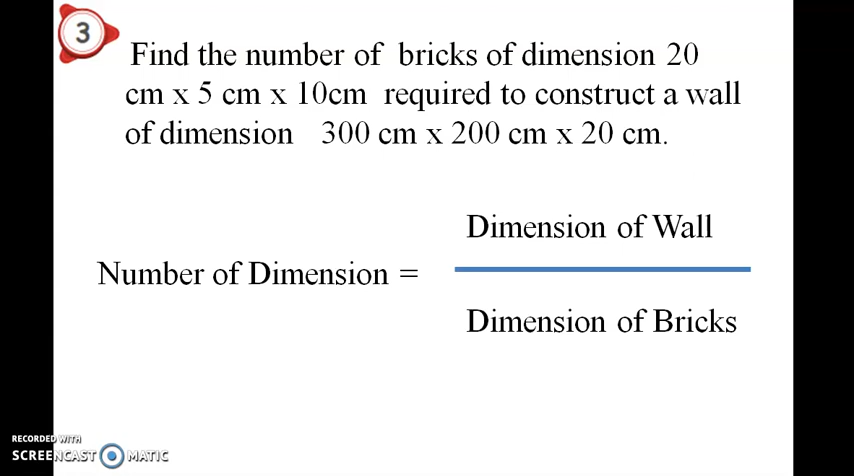 3
Find the number of bricks of dimension 20
cm x 5 cm x 10cm required to construct a wall
of dimension 300 cm x 200 cm x 20 cm.
Dimension of Wall
Number of Dimension =
Dimension of Bricks
RECORDED WITH
SCREENCAST MATIC